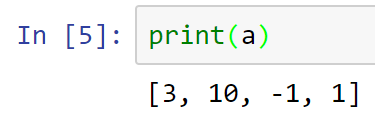 In [5]: print(a)
[3, 10, -1, 1]